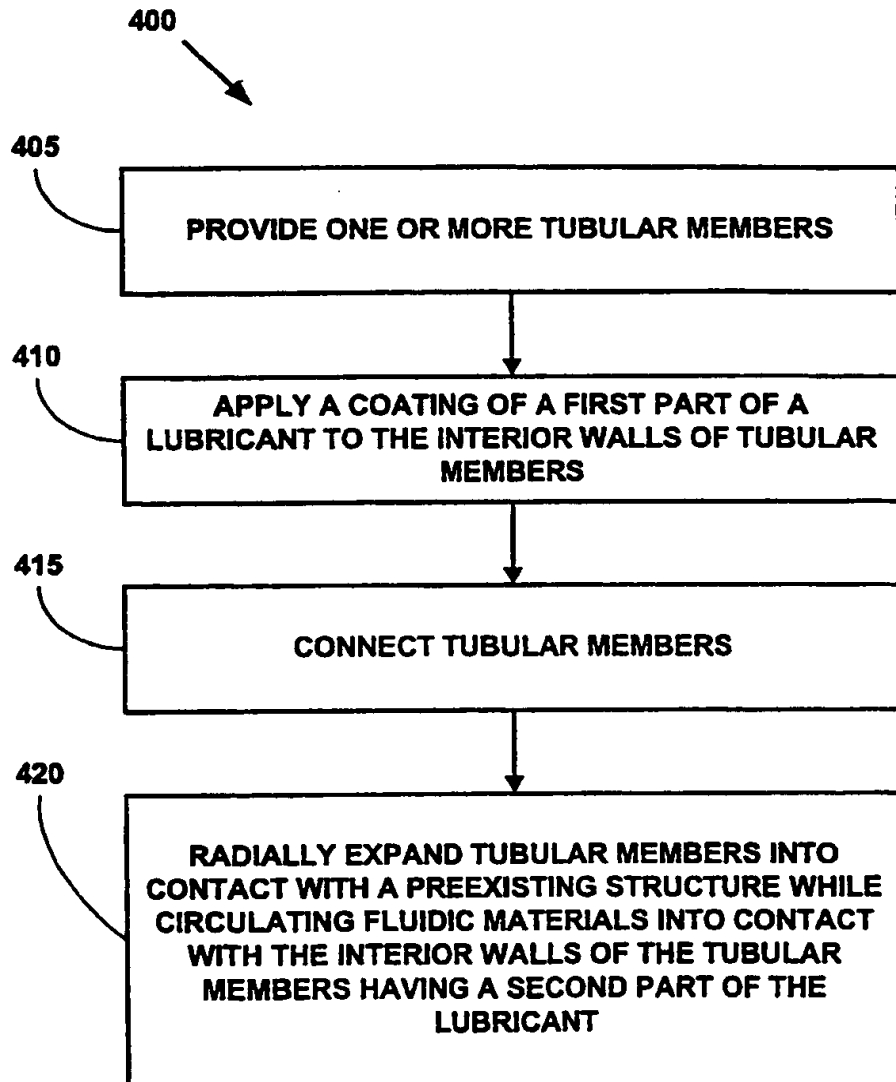 400
405
PROVIDE ONE OR MORE TUBULAR MEMBERS
410
APPLY A COATING OF A FIRST PART OF A
LUBRICANT TO THE INTERIOR WALLS OF TUBULAR
MEMBERS
415
CONNECT TUBULAR MEMBERS
420
RADIALLY EXPAND TUBULAR MEMBERS INTO
CONTACT WITH A PREEXISTING STRUCTURE WHILE
CIRCULATING FLUIDIC MATERIALS INTO CONTACT
WITH THE INTERIOR WALLS OF THE TUBULAR
MEMBERS HAVING A SECOND PART OF THE
LUBRICANT